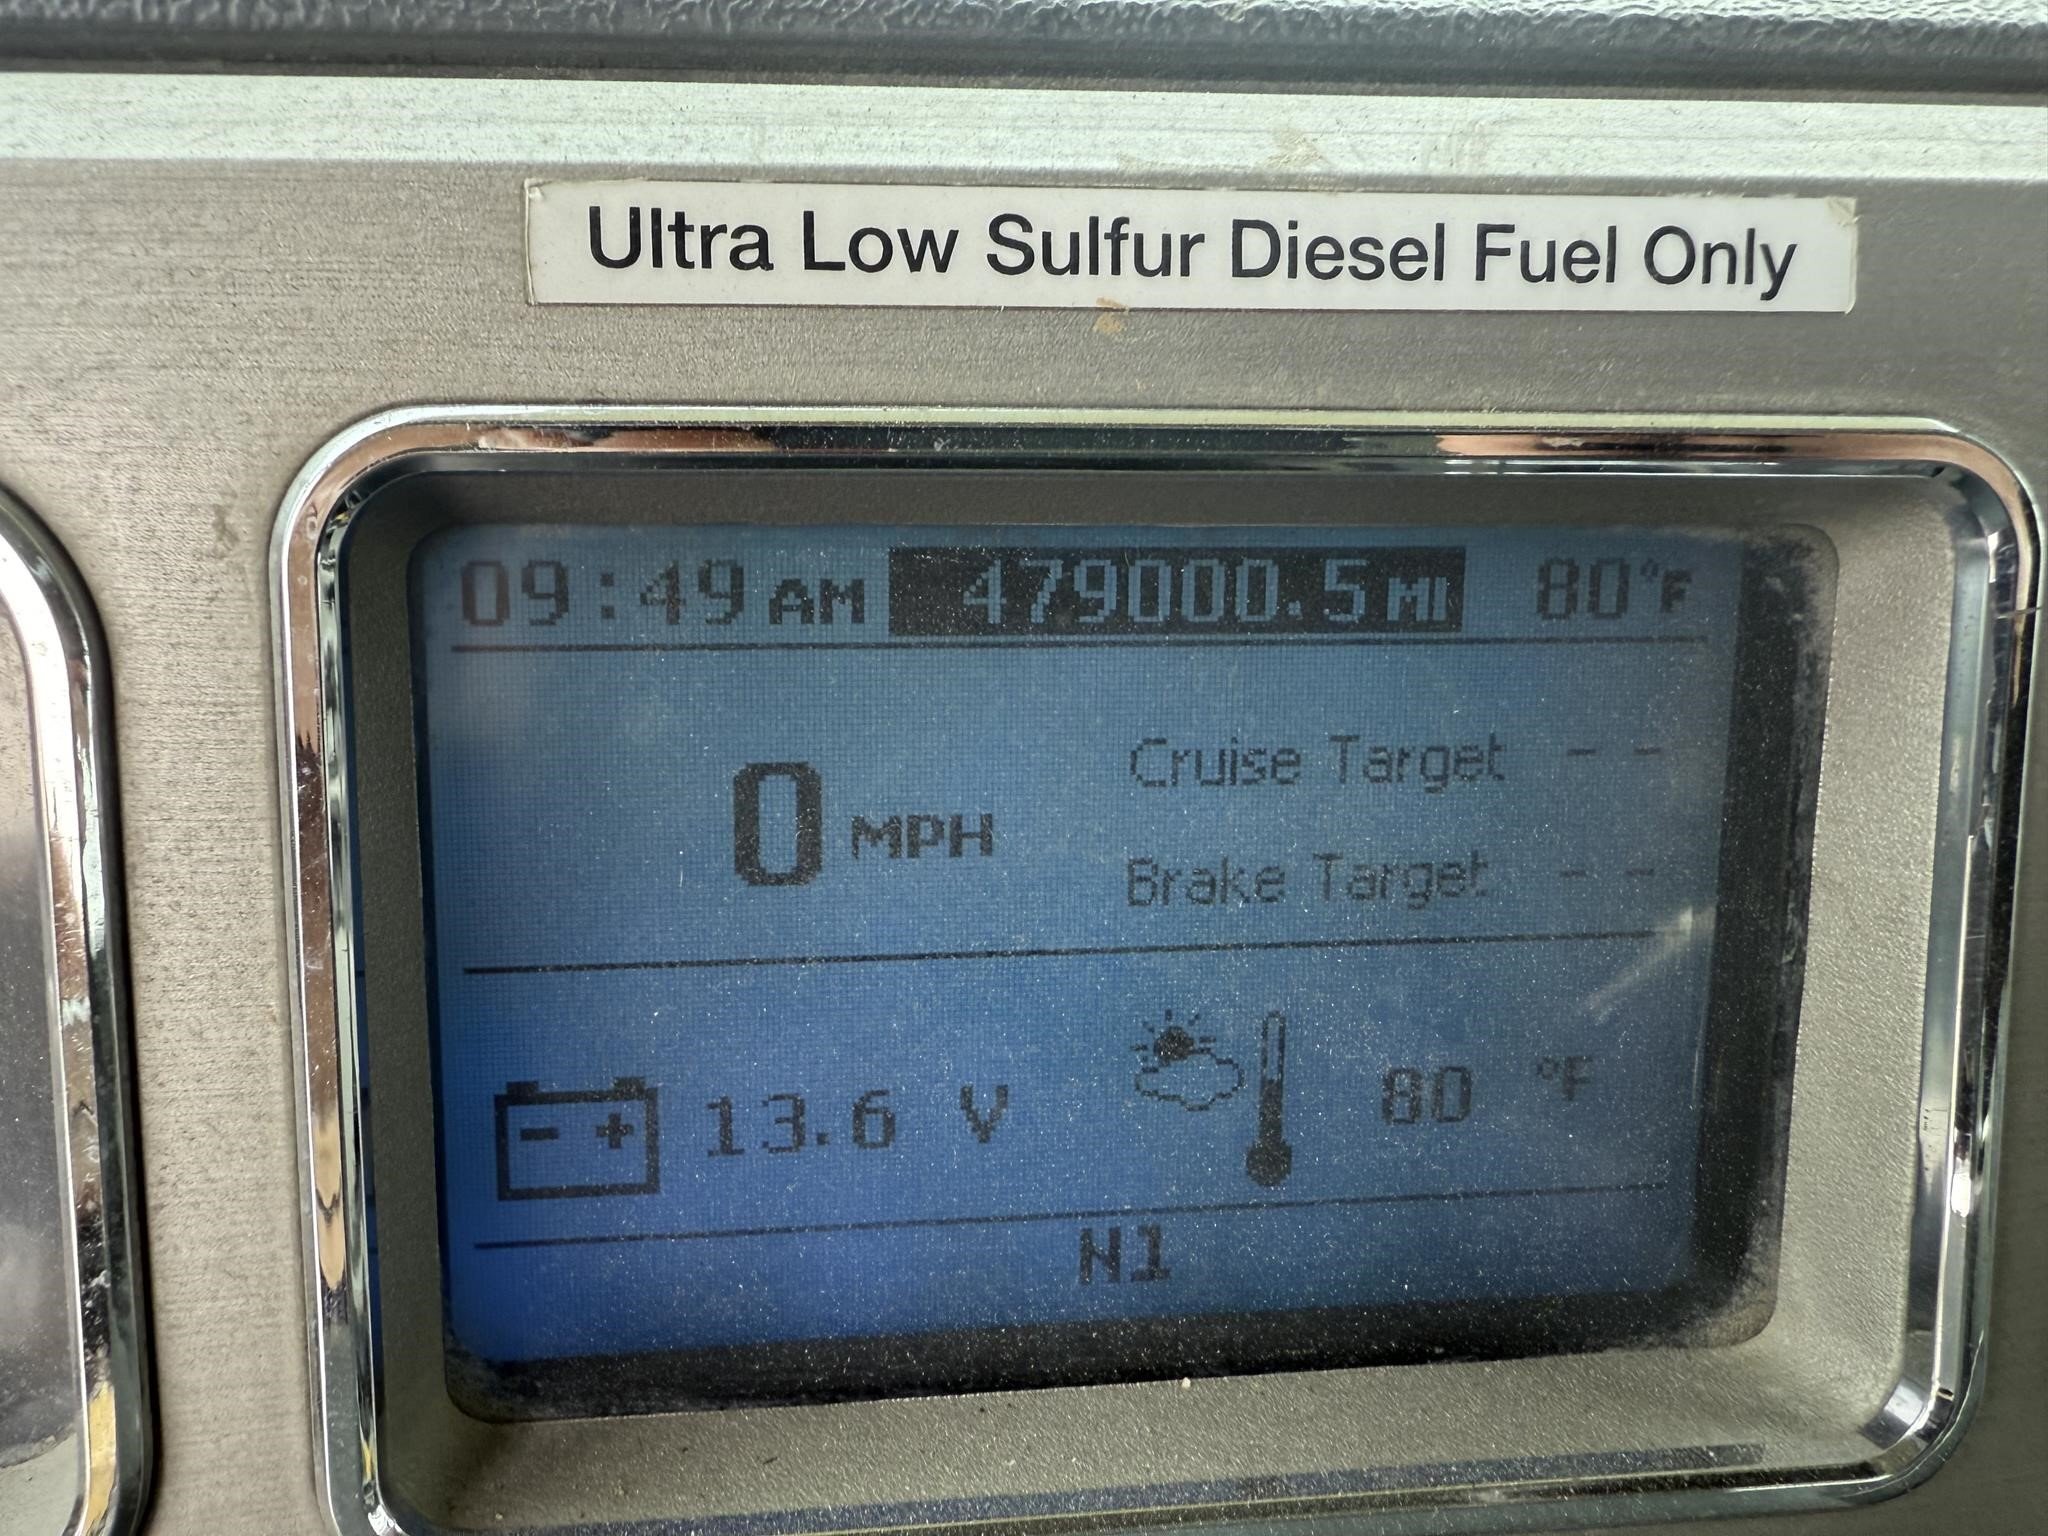 Ultra Low Sulfur Diesel Fuel Only
09:49 AM 479000.5 MI 80°F
Cruise Target - -
0 MPH
Brake Target - -
- + 13.6 V 80 °F
N1